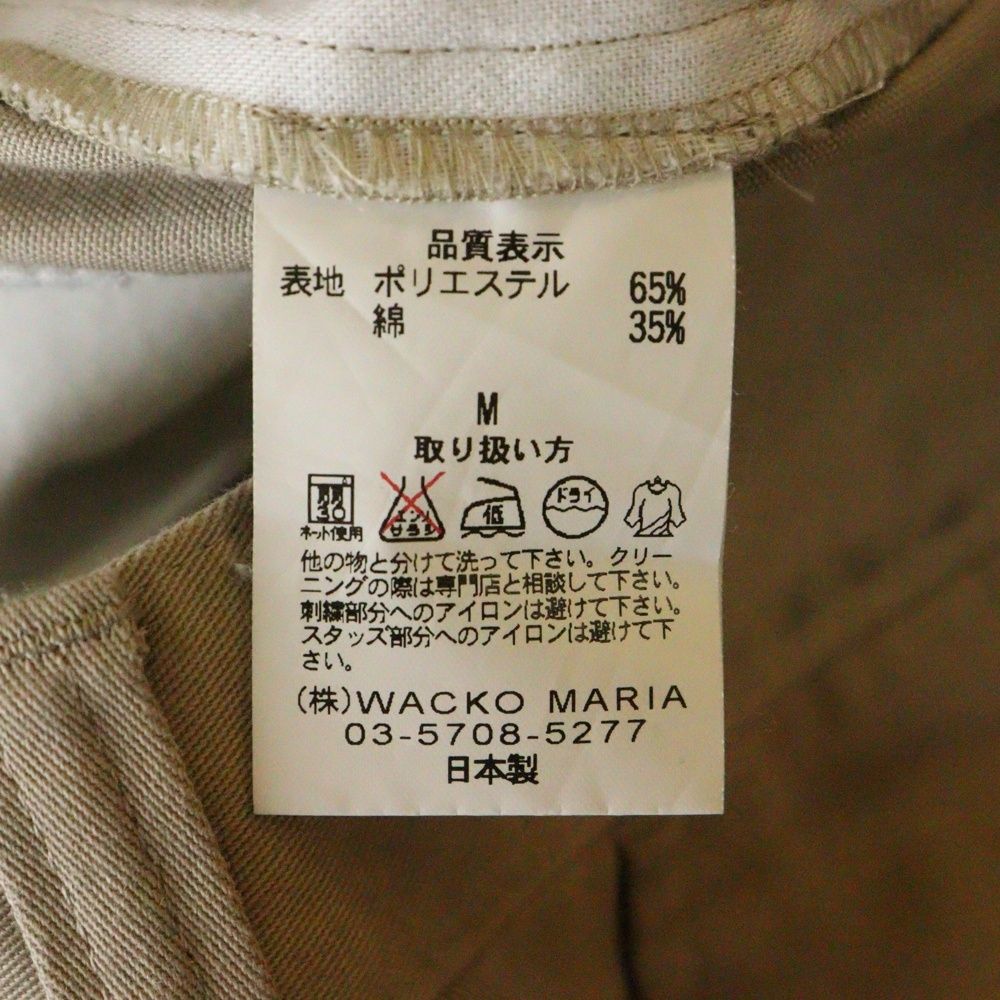 品質表示
表地 ポリエステル 65%
綿 35%
M
取り扱い方
ネット使用
エンソサラシ
低
ドライ
他の物と分けて洗って下さい。クリー
ニングの際は専門店と相談して下さい。
刺繍部分へのアイロンは避けて下さい。
スタッズ部分へのアイロンは避けて下
さい。
(株)WACKO MARIA
03-5708-5277
日本製